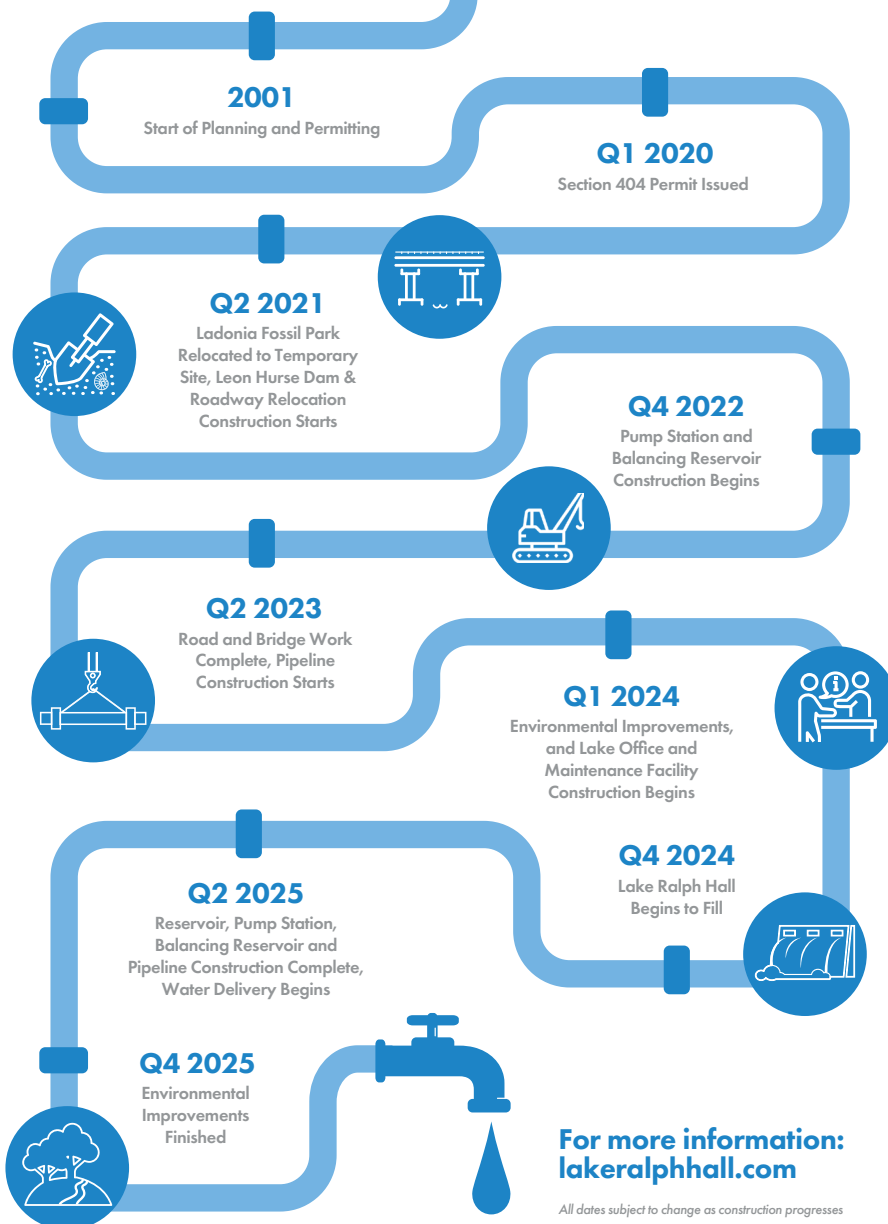 2001
Start of Planning and Permitting
Q1 2020
Section 404 Permit Issued
Q2 2021
Ladonia Fossil Park
Relocated to Temporary
Site, Leon Hurse Dam &
Roadway Relocation
Construction Starts
Q4 2022
Pump Station and
Balancing Reservoir
Construction Begins
Q2 2023
Road and Bridge Work
Complete, Pipeline
Construction Starts
Q1 2024
Environmental Improvements,
and Lake Office and
Maintenance Facility
Construction Begins
Q4 2024
Lake Ralph Hall
Begins to Fill
Q2 2025
Reservoir, Pump Station,
Balancing Reservoir and
Pipeline Construction Complete,
Water Delivery Begins
Q4 2025
Environmental
Improvements
Finished
For more information:
lakeralphhall.com
All dates subject to change as construction progresses